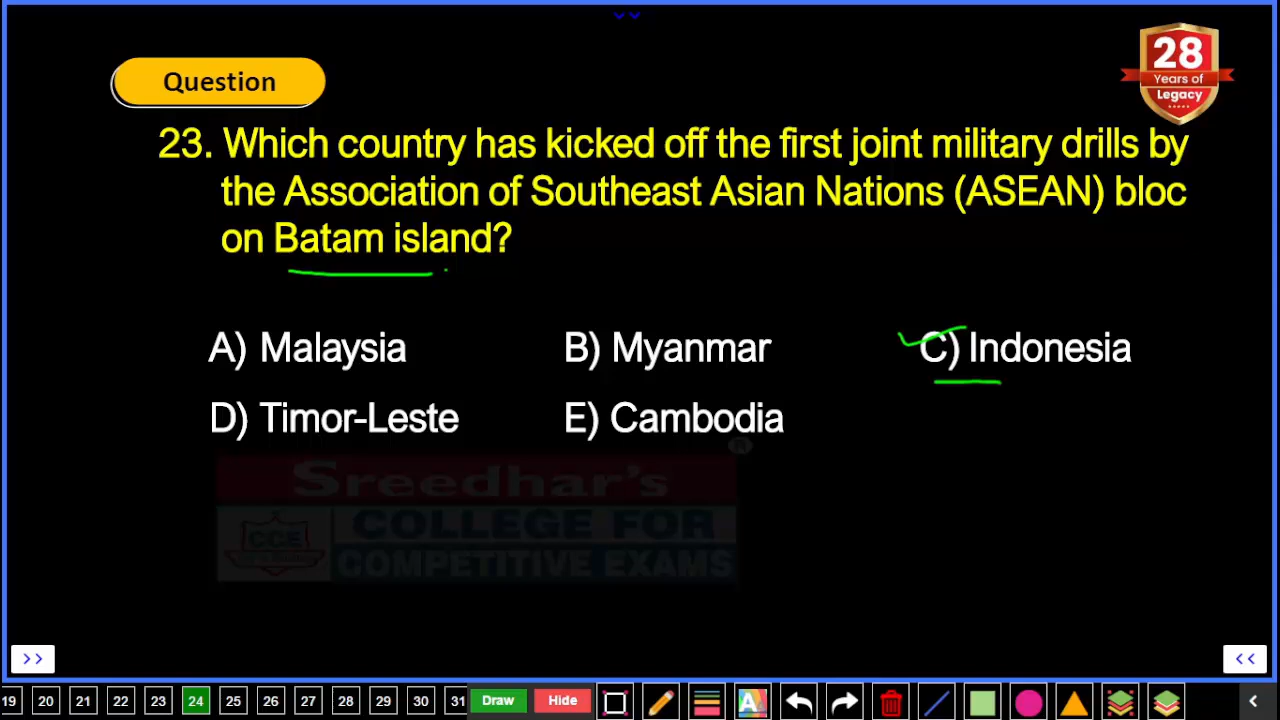 28
Years of
Legacy
Question
23. Which country has kicked off the first joint military drills by
the Association of Southeast Asian Nations (ASEAN) bloc
on Batam island?
A) Malaysia
B) Myanmar
C) Indonesia
D) Timor-Leste
E) Cambodia
®
Sreedhar's
CCE
COLLEGE FOR
COMPETITIVE EXAMS
>>
<<
19 20 21 22 23 24 25 26 27 28 29 30 31 Draw Hide A <